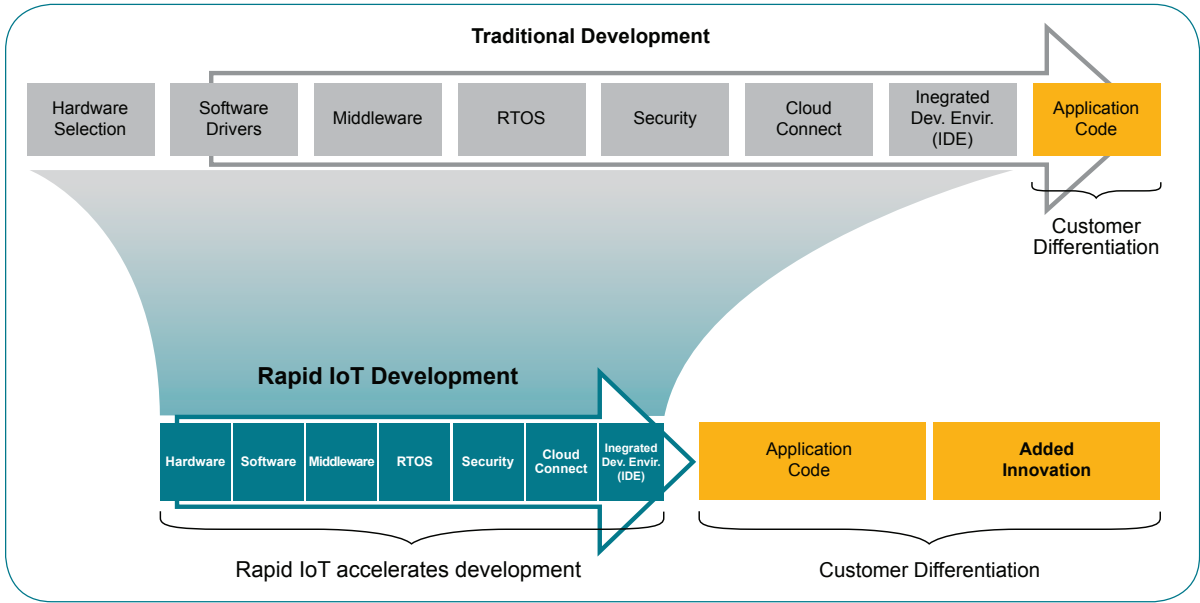 Traditional Development
Hardware
Selection
Software
Drivers
Middleware
RTOS
Security
Cloud
Connect
Inegrated
Dev. Envir.
(IDE)
Application
Code
Customer
Differentiation
Rapid IoT Development
Hardware
Software
Middleware
RTOS
Security
Cloud
Connect
Inegrated
Dev. Envir.
(IDE)
Application
Code
Added
Innovation
Rapid IoT accelerates development
Customer Differentiation